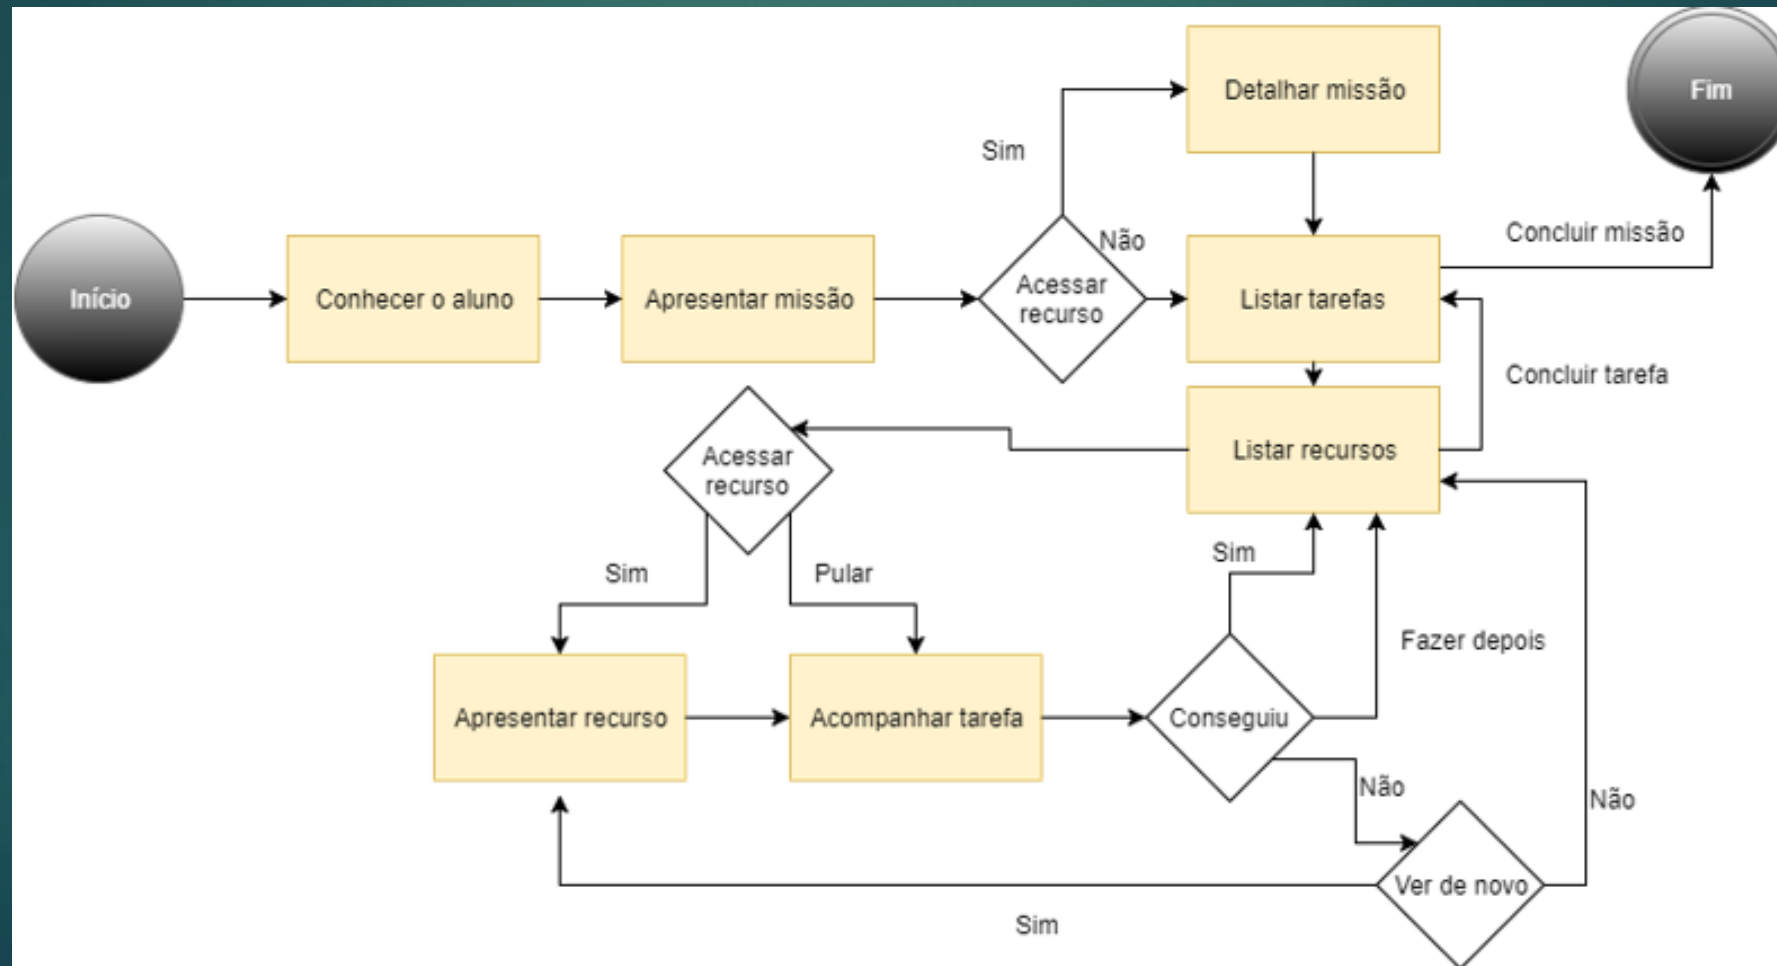 Detalhar missão
Fim
Sim
Concluir missão
Não
Início
Conhecer o aluno
Apresentar missão
Acessar
recurso
Listar tarefas
Concluir tarefa
Acessar
recurso
Listar recursos
Sim
Pular
Sim
Fazer depois
Apresentar recurso
Acompanhar tarefa
Conseguiu
Não
Não
Ver de novo
Sim